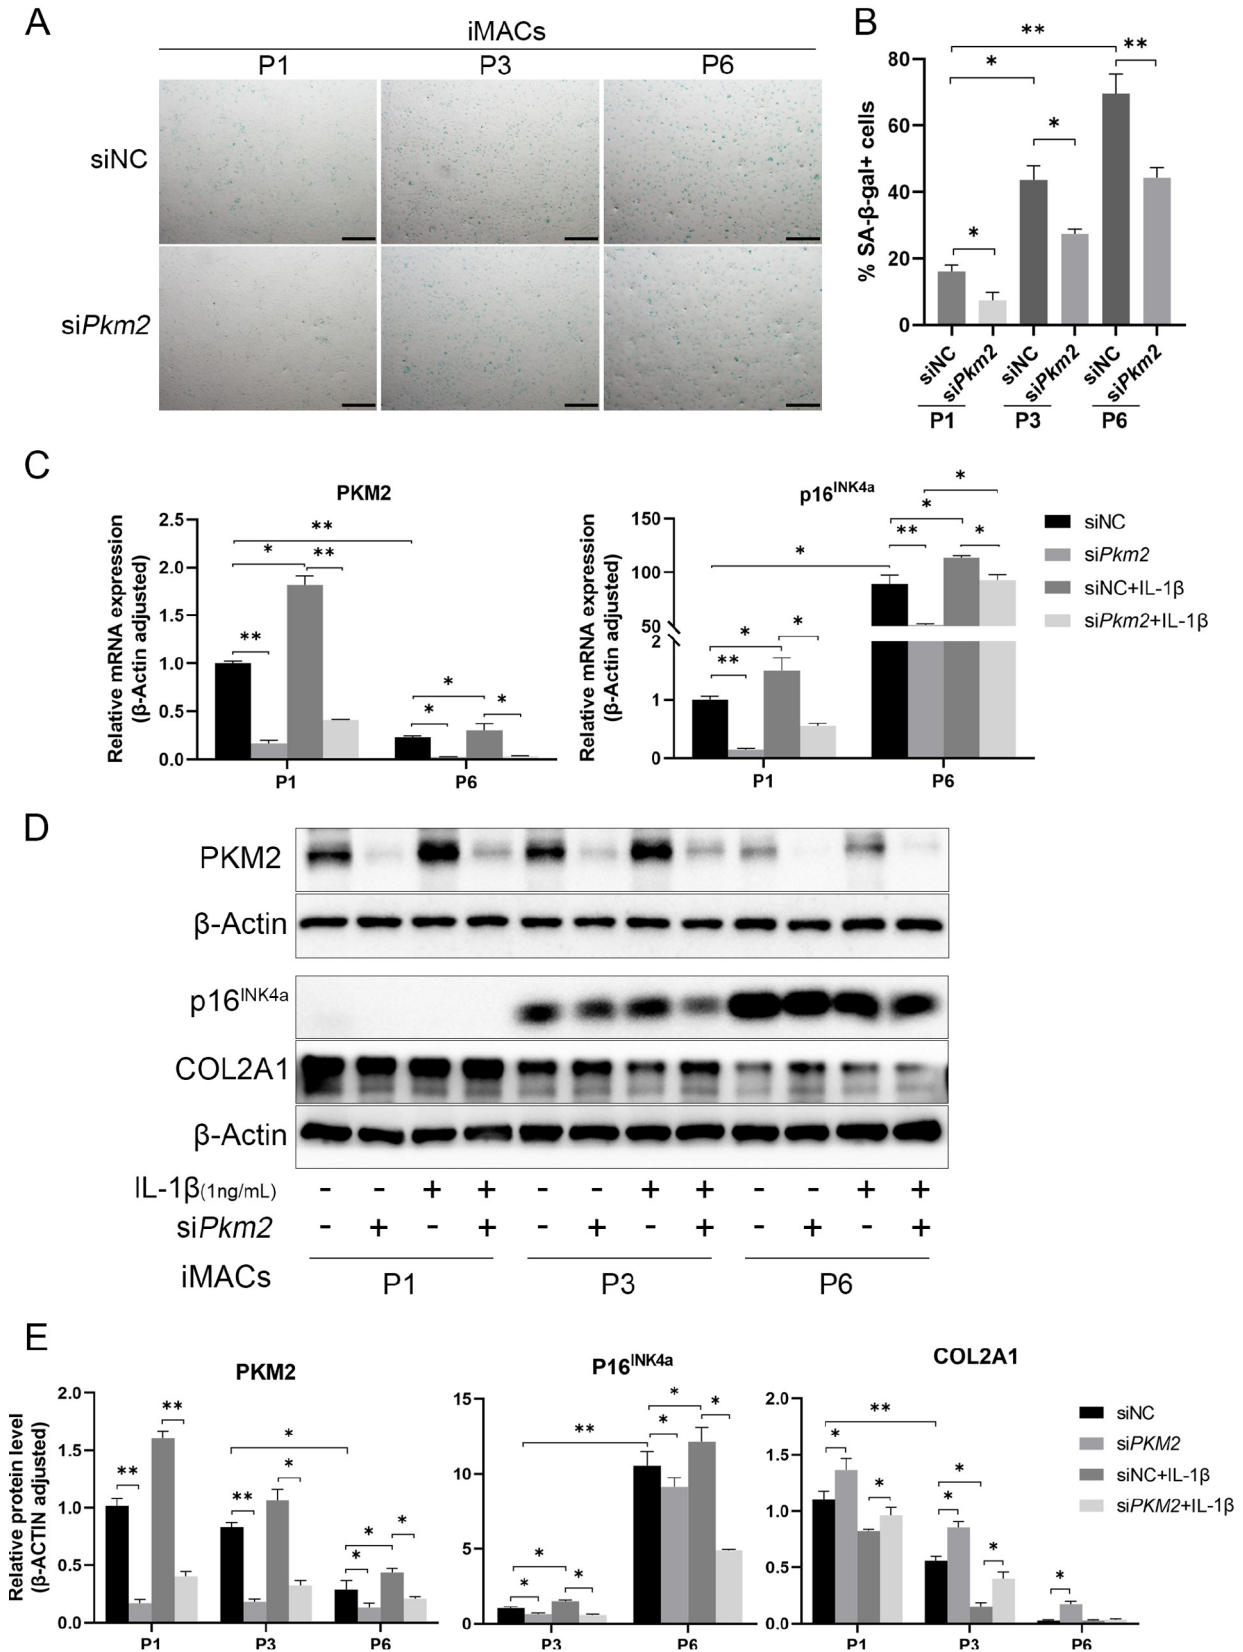 A
iMACs
P1 P3 P6
siNC
siPkm2
B
** **
* *
*
% SA-β-gal+ cells
80
60
40
20
0
siNC siPkm2 siNC siPkm2 siNC siPkm2
P1 P3 P6
C
PKM2
Relative mRNA expression
(β-Actin adjusted)
2.5
2.0
1.5
1.0
0.5
0.0
**
* **
**
*
* *
P1 P6
p16INK4a
Relative mRNA expression
(β-Actin adjusted)
150
100
50
2
1
0
*
*
* ** *
* *
**
P1 P6
siNC
siPkm2
siNC+IL-1β
siPkm2+IL-1β
D
PKM2
β-Actin
p16INK4a
COL2A1
β-Actin
IL-1β(1ng/mL) - - + + - - + + - - + +
siPkm2 - + - + - + - + - + - +
iMACs P1 P3 P6
E
PKM2
Relative protein level
(β-ACTIN adjusted)
2.0
1.5
1.0
0.5
0.0
**
*
** ** *
* *
*
P1 P3 P6
P16INK4a
15
10
5
0
*
** * *
*
* *
P3 P6
COL2A1
2.0
1.5
1.0
0.5
0.0
**
*
* *
*
*
*
P1 P3 P6
siNC
siPKM2
siNC+IL-1β
siPKM2+IL-1β